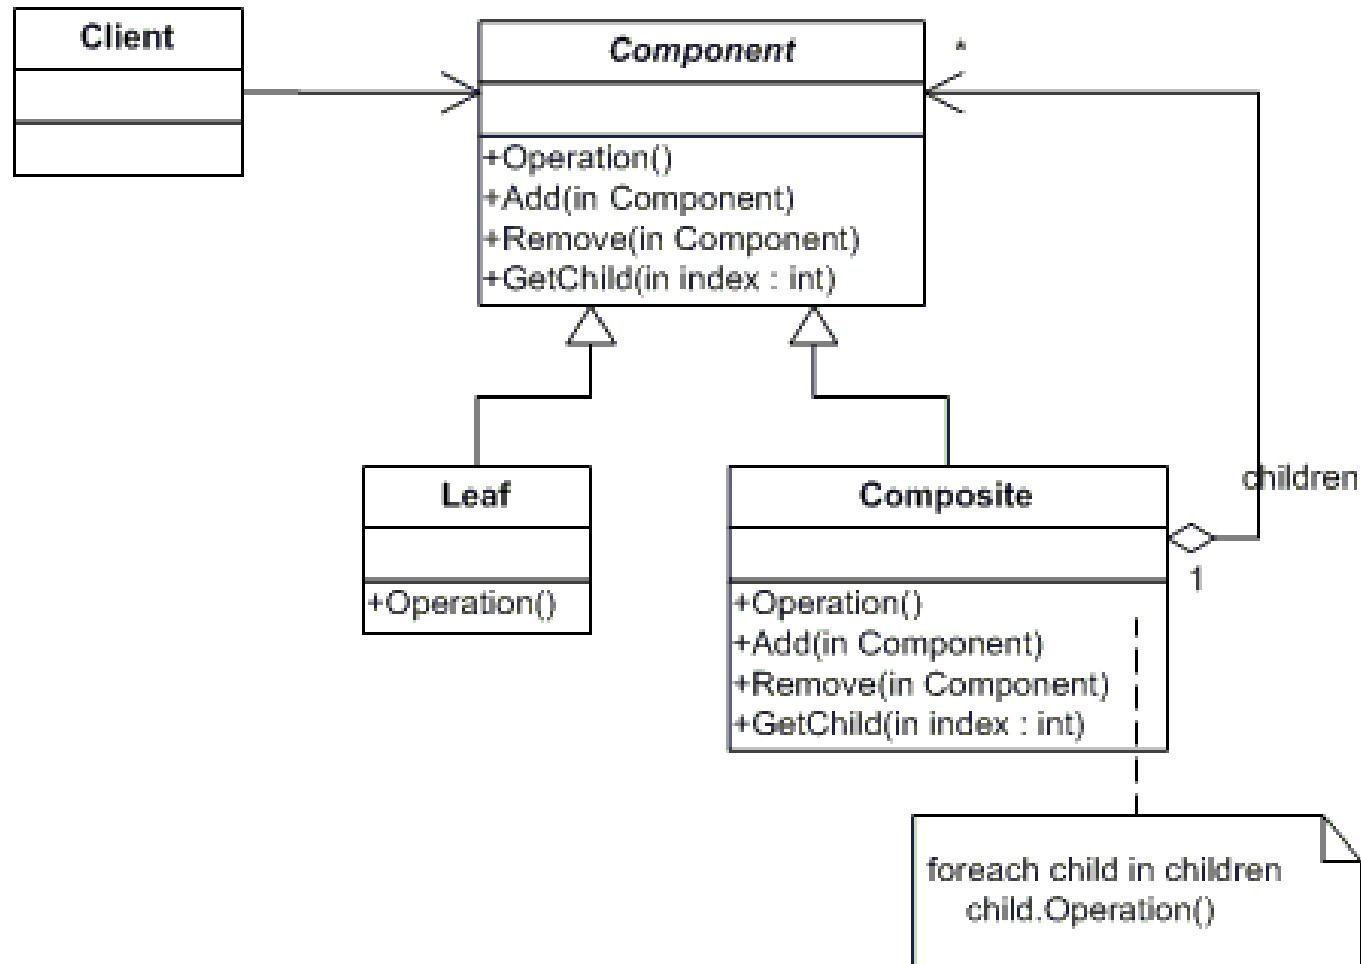 Client
Component
*
+Operation()
+Add(in Component)
+Remove(in Component)
+GetChild(in index : int)
children
Leaf
+Operation()
Composite
1
+Operation()
+Add(in Component)
+Remove(in Component)
+GetChild(in index : int)
foreach child in children
child.Operation()